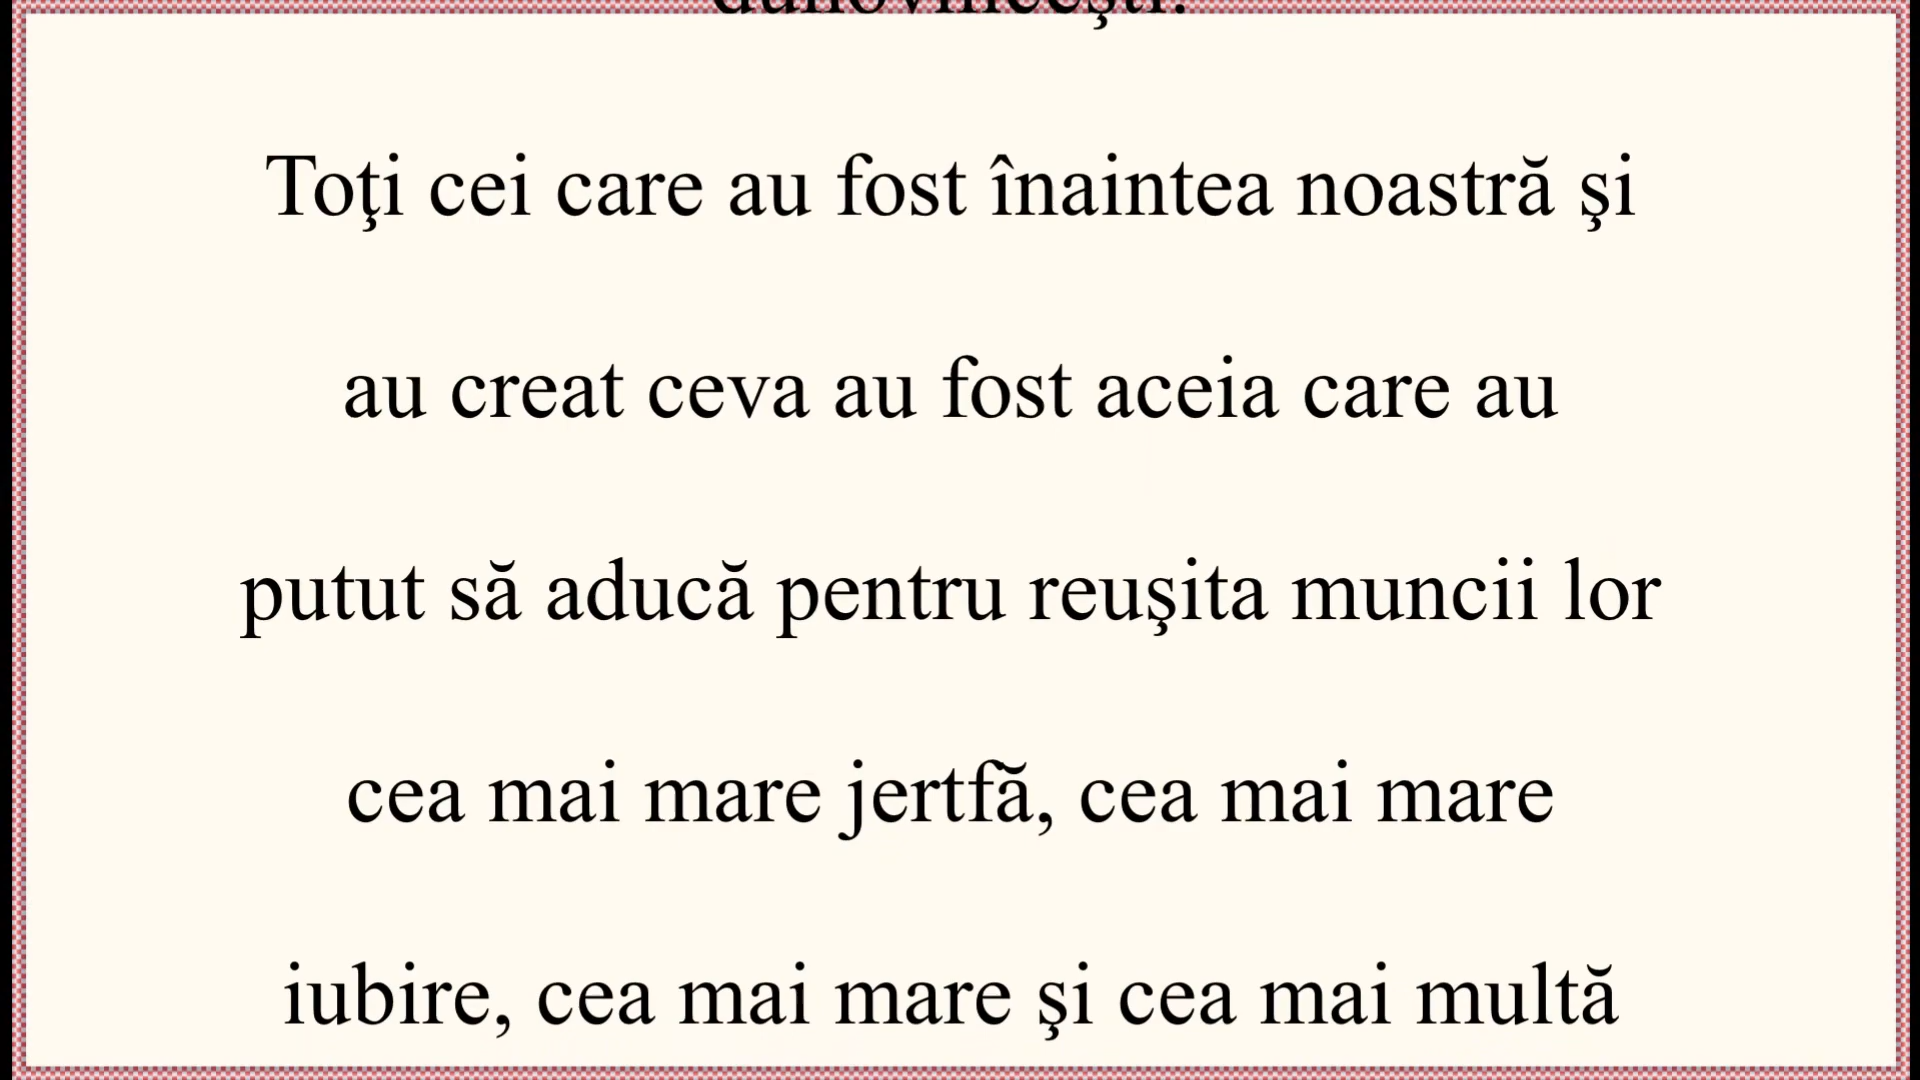 Toţi cei care au fost înaintea noastră şi
au creat ceva au fost aceia care au
putut să aducă pentru reuşita muncii lor
cea mai mare jertfă, cea mai mare
iubire, cea mai mare şi cea mai multă